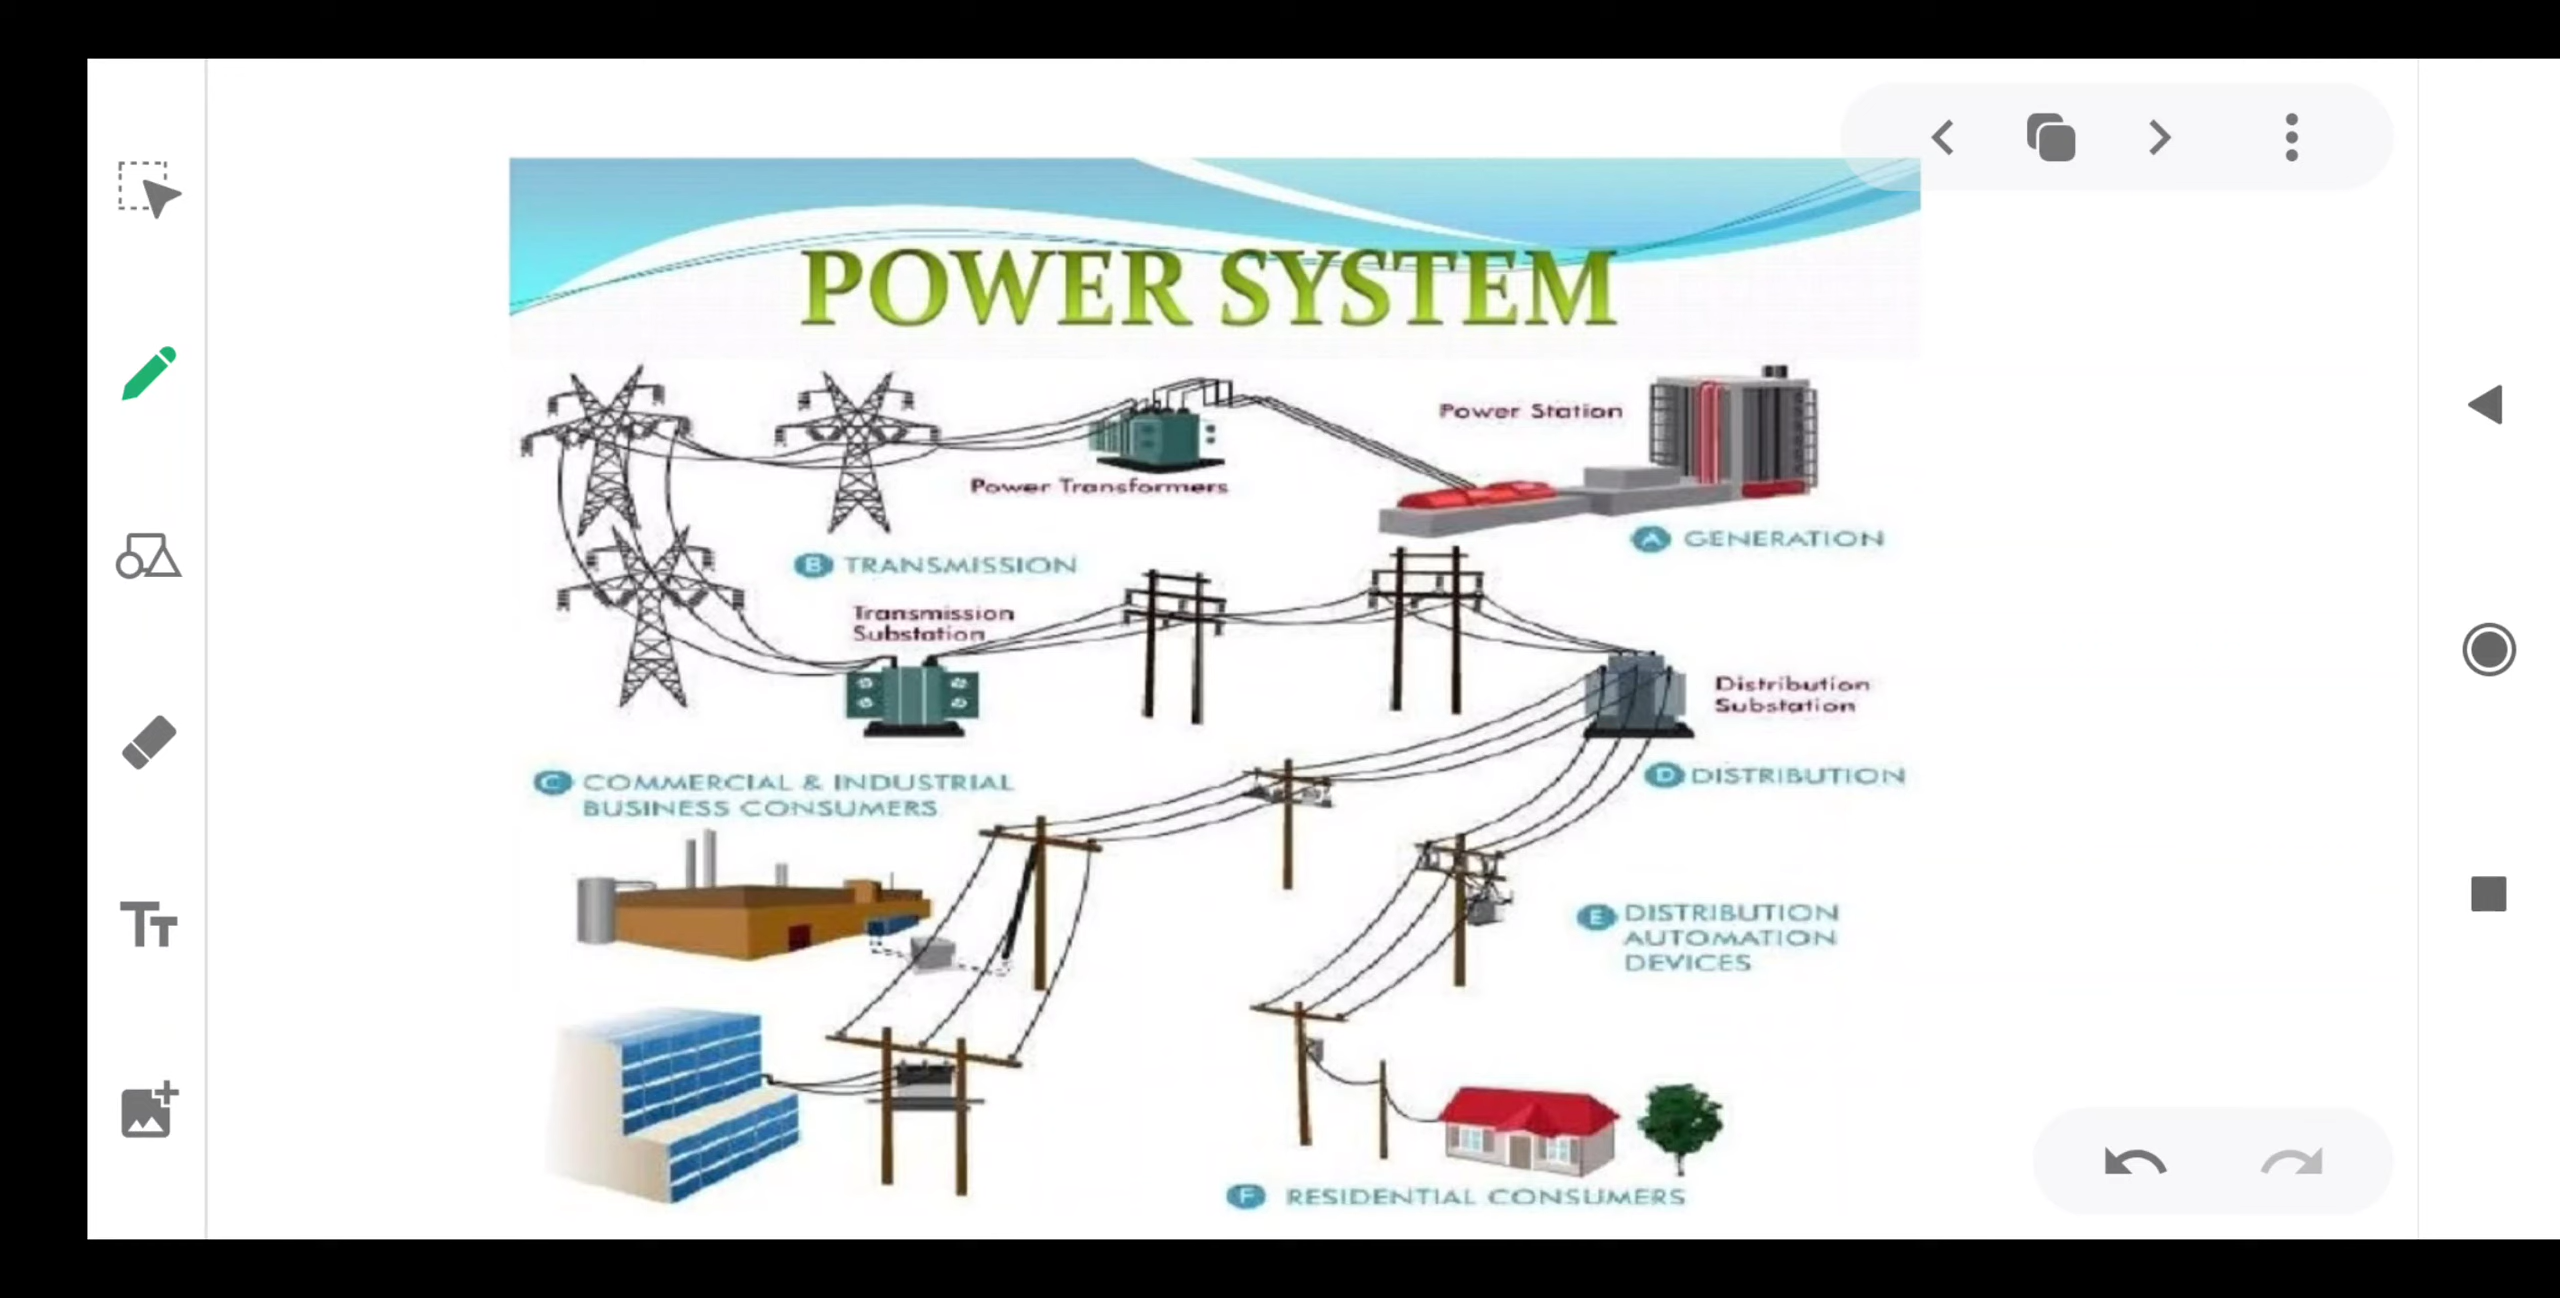 POWER SYSTEM
Power Station
Power Transformers
A GENERATION
B TRANSMISSION
Transmission
Substation
Distribution
Substation
C COMMERCIAL & INDUSTRIAL
BUSINESS CONSUMERS
D DISTRIBUTION
E DISTRIBUTION
AUTOMATION
DEVICES
F RESIDENTIAL CONSUMERS
TT